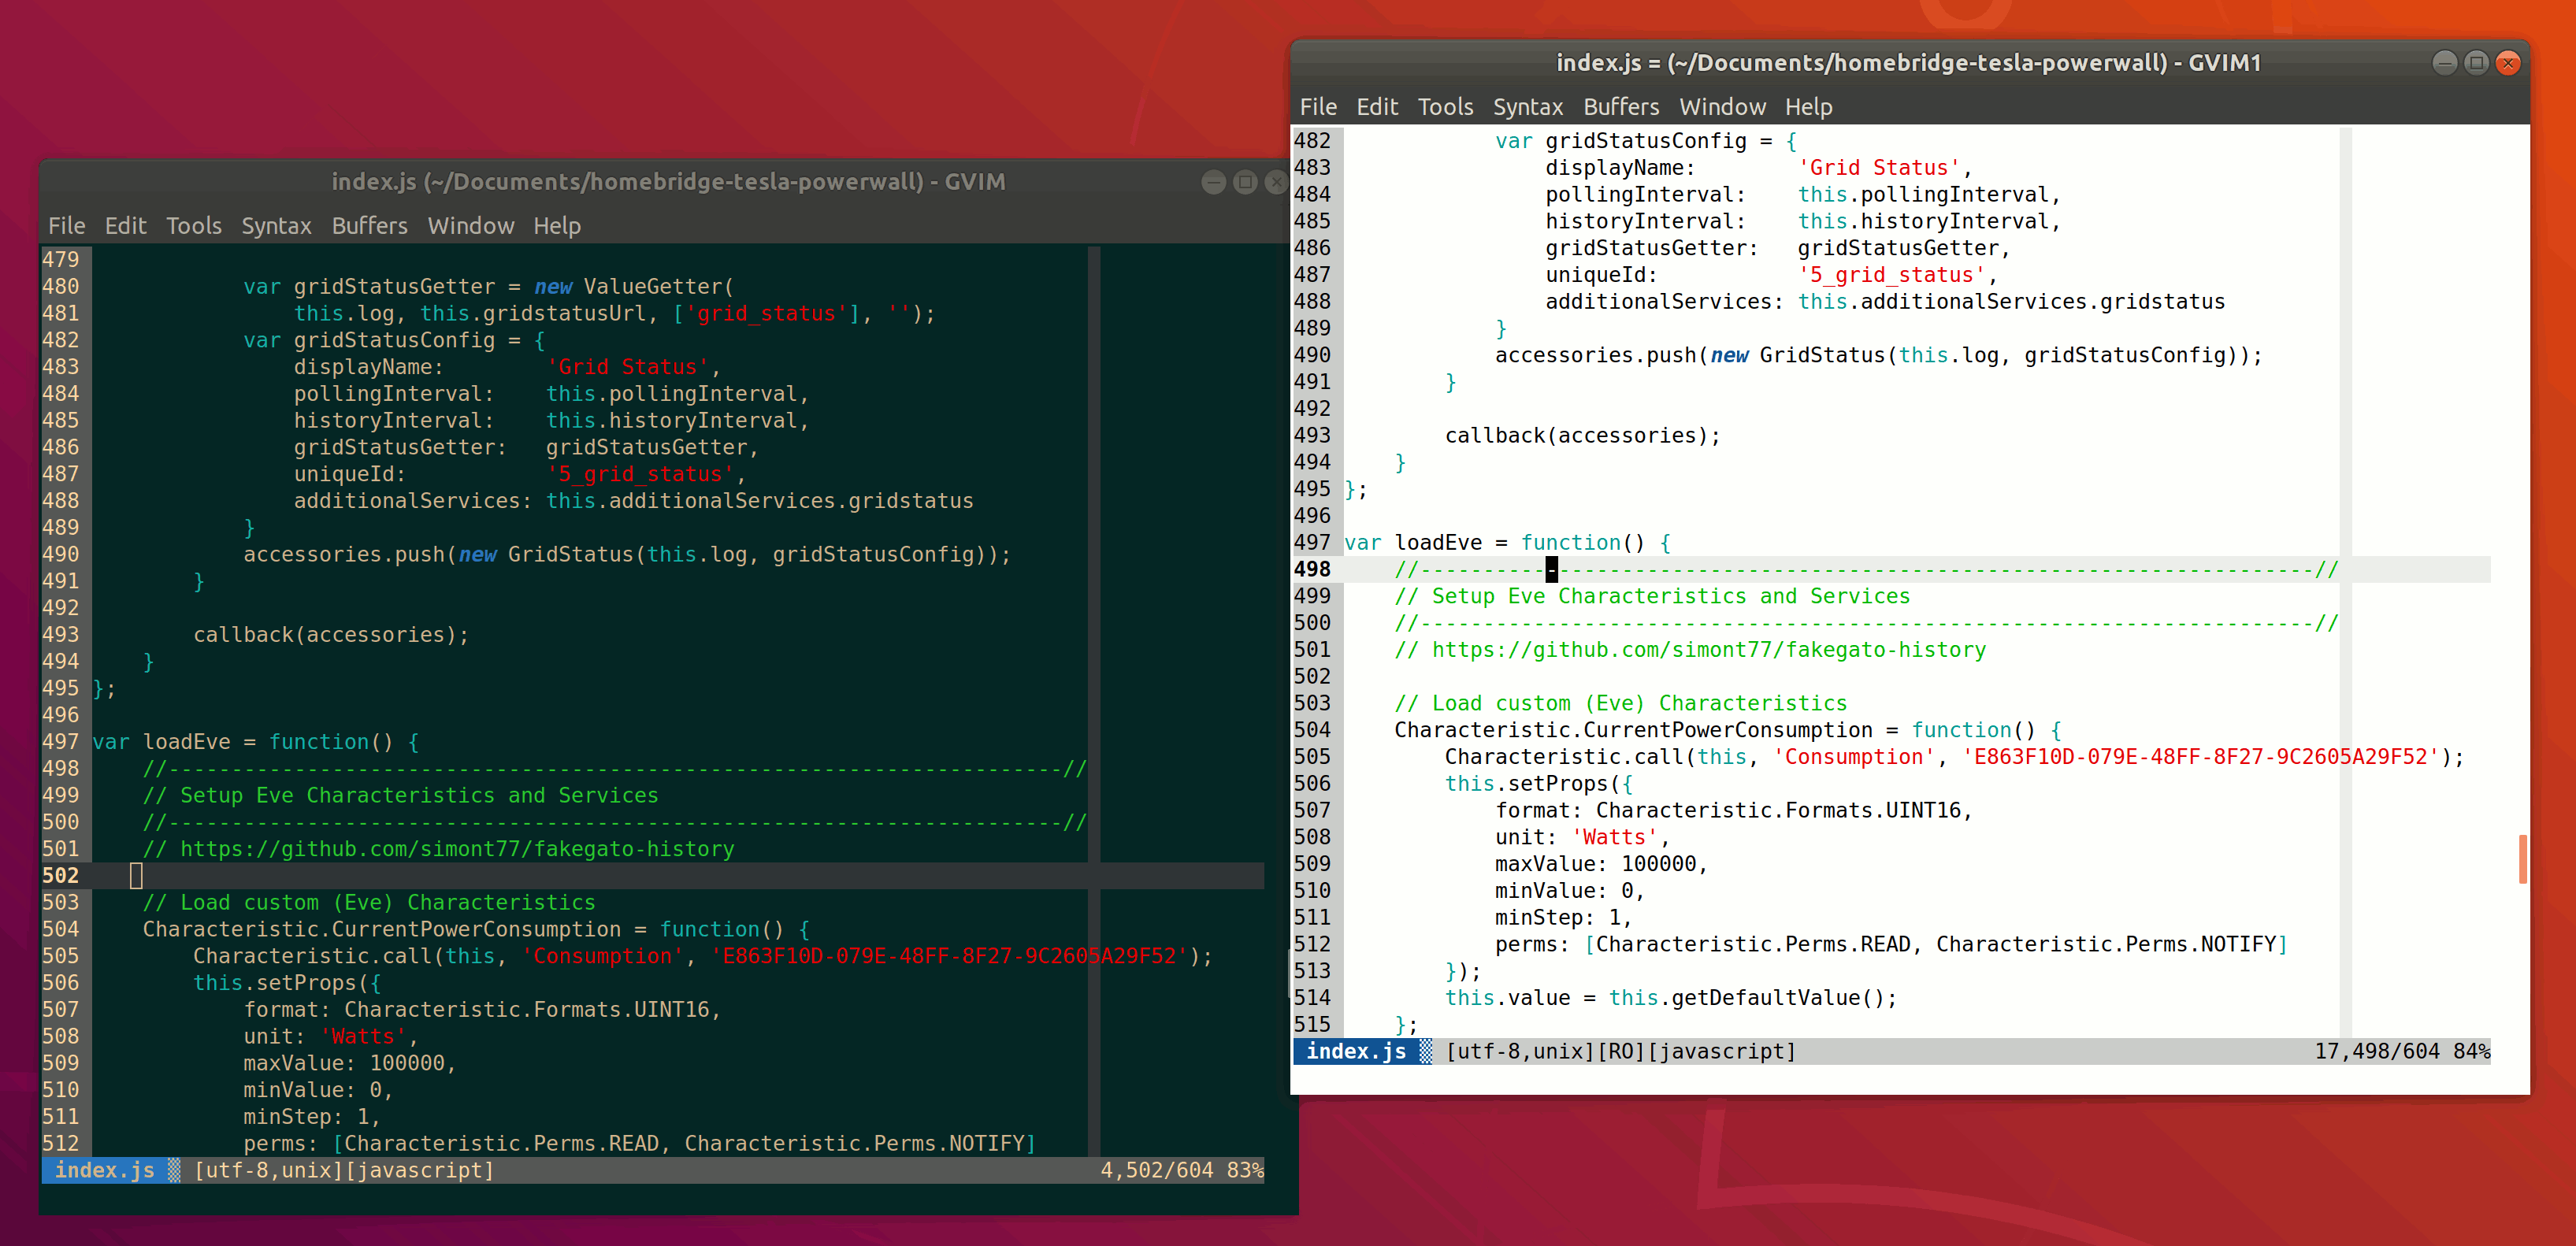 index.js (~/Documents/homebridge-tesla-powerwall) - GVIM
File Edit Tools Syntax Buffers Window Help
479
480             var gridStatusGetter = new ValueGetter(
481                 this.log, this.gridstatusUrl, ['grid_status'], '');
482             var gridStatusConfig = {
483                 displayName:        'Grid Status',
484                 pollingInterval:    this.pollingInterval,
485                 historyInterval:    this.historyInterval,
486                 gridStatusGetter:   gridStatusGetter,
487                 uniqueId:           '5_grid_status',
488                 additionalServices: this.additionalServices.gridstatus
489             }
490             accessories.push(new GridStatus(this.log, gridStatusConfig));
491         }
492
493         callback(accessories);
494     }
495 };
496
497 var loadEve = function() {
498     //-----------------------------------------------------------------------//
499     // Setup Eve Characteristics and Services
500     //-----------------------------------------------------------------------//
501     // https://github.com/simont77/fakegato-history
502
503     // Load custom (Eve) Characteristics
504     Characteristic.CurrentPowerConsumption = function() {
505         Characteristic.call(this, 'Consumption', 'E863F10D-079E-48FF-8F27-9C2605A29F52');
506         this.setProps({
507             format: Characteristic.Formats.UINT16,
508             unit: 'Watts',
509             maxValue: 100000,
510             minValue: 0,
511             minStep: 1,
512             perms: [Characteristic.Perms.READ, Characteristic.Perms.NOTIFY]
index.js [utf-8,unix][javascript] 4,502/604 83%
index.js = (~/Documents/homebridge-tesla-powerwall) - GVIM1
File Edit Tools Syntax Buffers Window Help
482             var gridStatusConfig = {
483                 displayName:        'Grid Status',
484                 pollingInterval:    this.pollingInterval,
485                 historyInterval:    this.historyInterval,
486                 gridStatusGetter:   gridStatusGetter,
487                 uniqueId:           '5_grid_status',
488                 additionalServices: this.additionalServices.gridstatus
489             }
490             accessories.push(new GridStatus(this.log, gridStatusConfig));
491         }
492
493         callback(accessories);
494     }
495 };
496
497 var loadEve = function() {
498     //-----------------------------------------------------------------------//
499     // Setup Eve Characteristics and Services
500     //-----------------------------------------------------------------------//
501     // https://github.com/simont77/fakegato-history
502
503     // Load custom (Eve) Characteristics
504     Characteristic.CurrentPowerConsumption = function() {
505         Characteristic.call(this, 'Consumption', 'E863F10D-079E-48FF-8F27-9C2605A29F52');
506         this.setProps({
507             format: Characteristic.Formats.UINT16,
508             unit: 'Watts',
509             maxValue: 100000,
510             minValue: 0,
511             minStep: 1,
512             perms: [Characteristic.Perms.READ, Characteristic.Perms.NOTIFY]
513         });
514         this.value = this.getDefaultValue();
515     };
index.js [utf-8,unix][RO][javascript] 17,498/604 84%